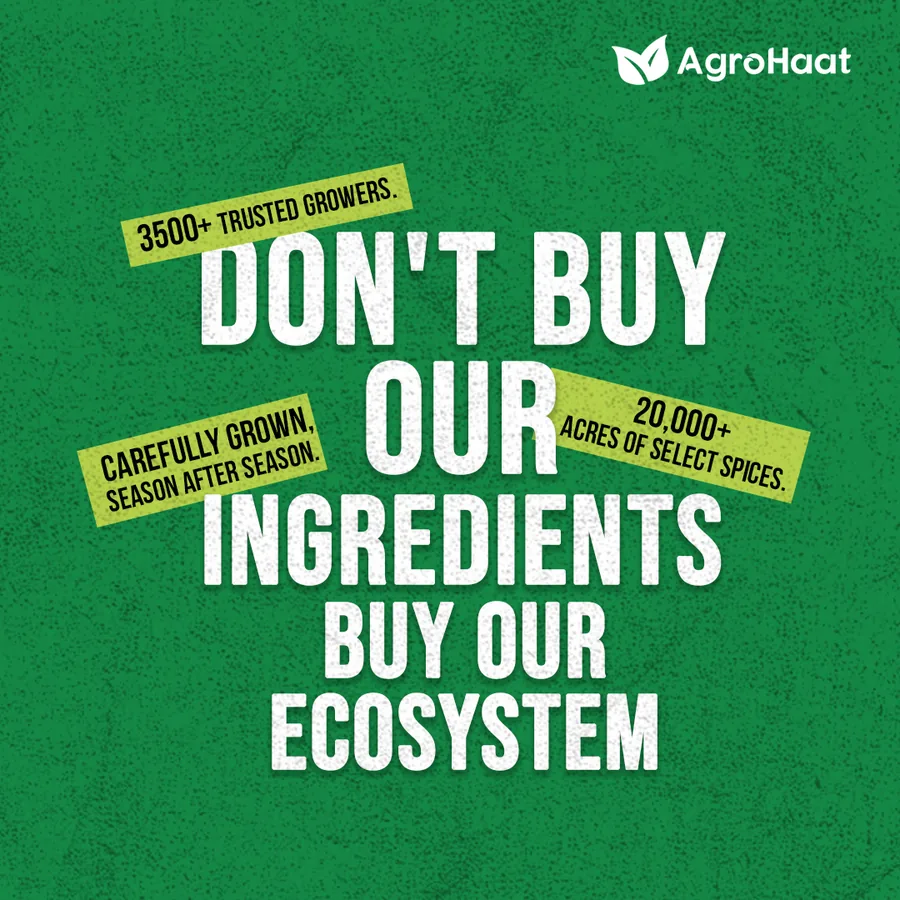 AgroHaat
3500+ TRUSTED GROWERS.
DON'T BUY
OUR
20,000+
ACRES OF SELECT SPICES.
CAREFULLY GROWN,
SEASON AFTER SEASON.
INGREDIENTS
BUY OUR
ECOSYSTEM